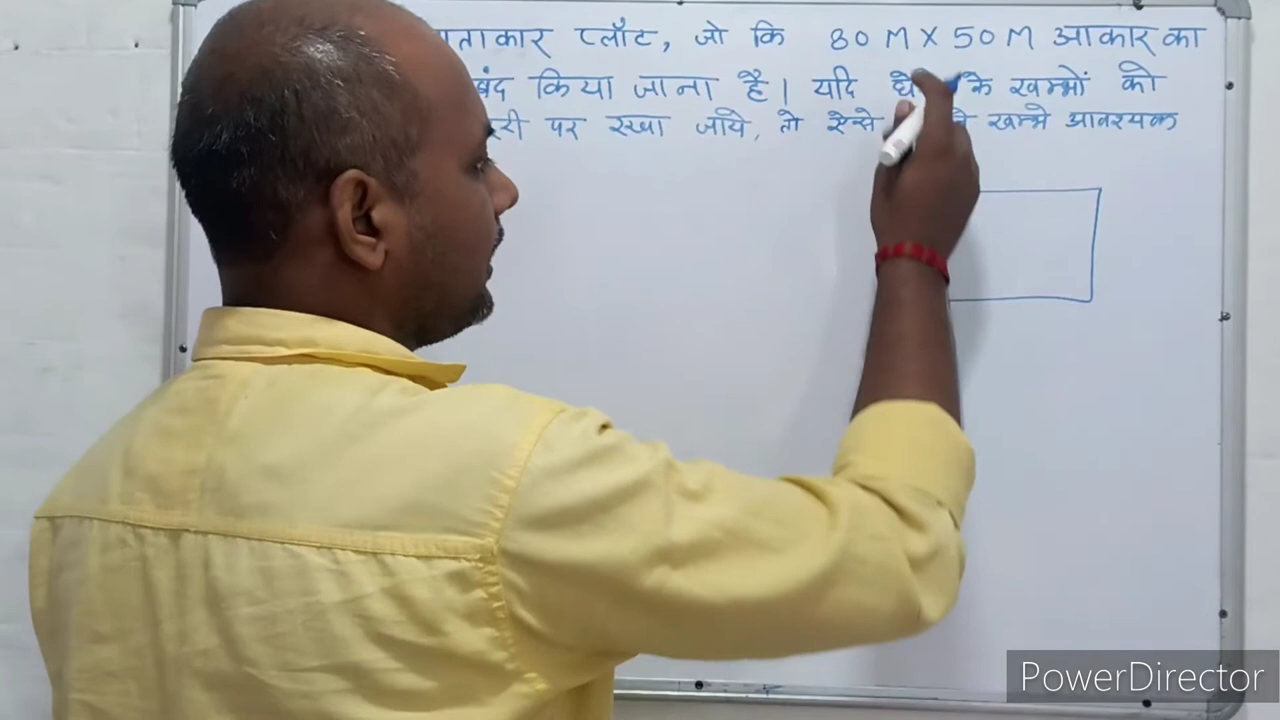 प्लॉट, जो कि 80 M X 50 M आकार का
किया जाना है। यदि के खम्भों को
पर रखा जाये, तो ऐसे खम्भे आवश्यक
PowerDirector